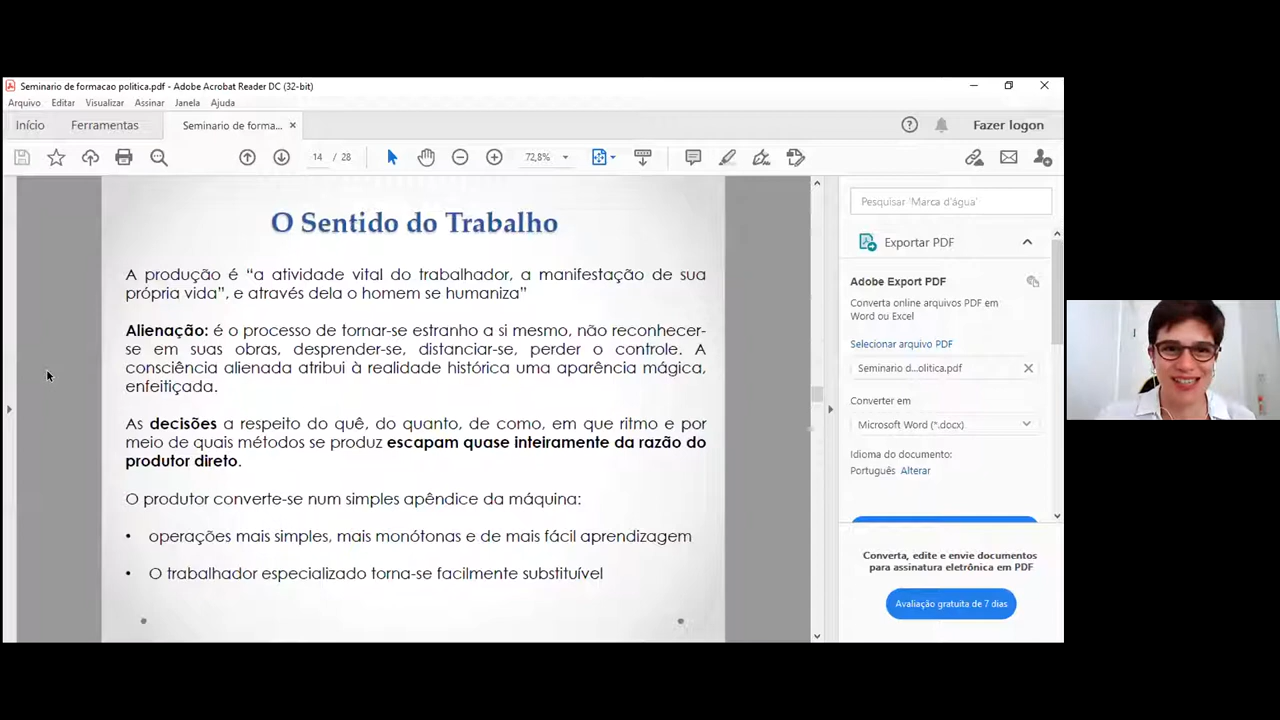 Seminario de formacao politica.pdf - Adobe Acrobat Reader DC (32-bit)
Arquivo Editar Visualizar Assinar Janela Ajuda
Início Ferramentas Seminario de forma... Fazer logon
14 / 28 72,8%
O Sentido do Trabalho
A produção é “a atividade vital do trabalhador, a manifestação de sua
própria vida”, e através dela o homem se humaniza”
Alienação: é o processo de tornar-se estranho a si mesmo, não reconhecer-
se em suas obras, desprender-se, distanciar-se, perder o controle. A
consciência alienada atribui à realidade histórica uma aparência mágica,
enfeitiçada.
As decisões a respeito do quê, do quanto, de como, em que ritmo e por
meio de quais métodos se produz escapam quase inteiramente da razão do
produtor direto.
O produtor converte-se num simples apêndice da máquina:
• operações mais simples, mais monótonas e de mais fácil aprendizagem
• O trabalhador especializado torna-se facilmente substituível
Pesquisar 'Marca d'água'
Exportar PDF
Adobe Export PDF
Converta online arquivos PDF em
Word ou Excel
Selecionar arquivo PDF
Seminario d...olitica.pdf
Converter em
Microsoft Word (*.docx)
Idioma do documento:
Português Alterar
Converta, edite e envie documentos
para assinatura eletrônica em PDF
Avaliação gratuita de 7 dias